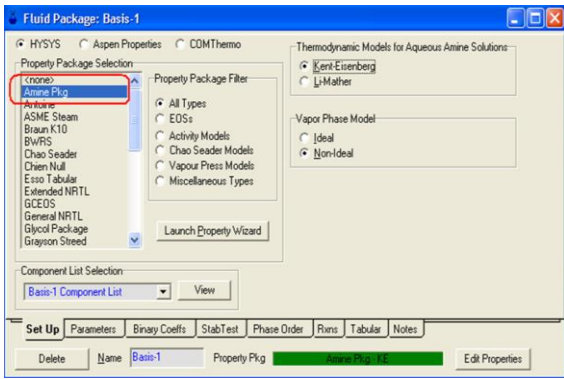 Fluid Package: Basis-1
HYSYS Aspen Properties COMThermo
Property Package Selection
<none>
Amine Pkg
Antoine
ASME Steam
Braun K10
BWRS
Chao Seader
Chien Null
Esso Tabular
Extended NRTL
GCEOS
General NRTL
Glycol Package
Grayson Streed
Property Package Filter
All Types
EOSs
Activity Models
Chao Seader Models
Vapour Press Models
Miscellaneous Types
Launch Property Wizard
Thermodynamic Models for Aqueous Amine Solutions
Kent-Eisenberg
Li-Mather
Vapor Phase Model
Ideal
Non-Ideal
Component List Selection
Basis-1 Component List View
Set Up Parameters Binary Coeffs StabTest Phase Order Rxns Tabular Notes
Delete Name Basis-1 Property Pkg Amine Pkg - KE Edit Properties